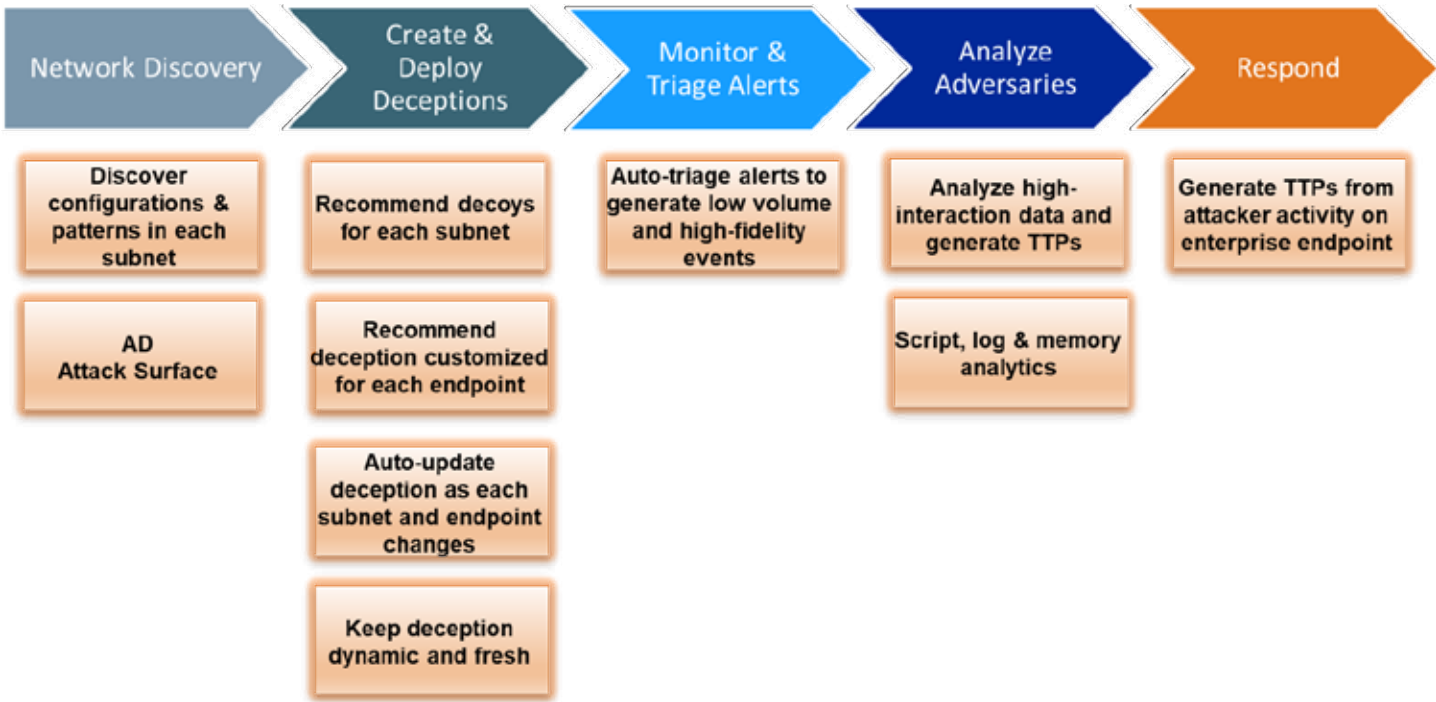 Network Discovery
Create &
Deploy
Deceptions
Monitor &
Triage Alerts
Analyze
Adversaries
Respond
Discover
configurations &
patterns in each
subnet
AD
Attack Surface
Recommend decoys
for each subnet
Recommend
deception customized
for each endpoint
Auto-update
deception as each
subnet and endpoint
changes
Keep deception
dynamic and fresh
Auto-triage alerts to
generate low volume
and high-fidelity
events
Analyze high-
interaction data and
generate TTPs
Script, log & memory
analytics
Generate TTPs from
attacker activity on
enterprise endpoint